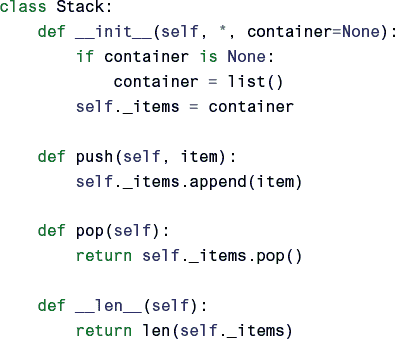 class Stack:
    def __init__(self, *, container=None):
        if container is None:
            container = list()
        self._items = container

    def push(self, item):
        self._items.append(item)

    def pop(self):
        return self._items.pop()

    def __len__(self):
        return len(self._items)